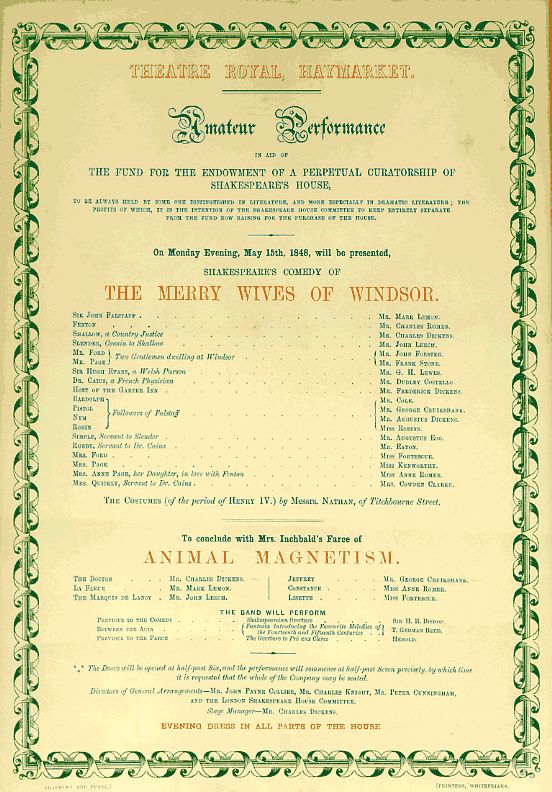 THEATRE ROYAL, HAYMARKET.
Amateur Performance
IN AID OF
THE FUND FOR THE ENDOWMENT OF A PERPETUAL CURATORSHIP OF
SHAKESPEARE'S HOUSE,
TO BE ALWAYS HELD BY SOME ONE DISTINGUISHED IN LITERATURE, AND MORE ESPECIALLY IN DRAMATIC LITERATURE; THE
PROFITS OF WHICH, IT IS THE INTENTION OF THE SHAKESPEARE HOUSE COMMITTEE TO KEEP ENTIRELY SEPARATE
FROM THE FUND NOW RAISING FOR THE PURCHASE OF THE HOUSE.
On Monday Evening, May 15th, 1848, will be presented,
SHAKESPEARE'S COMEDY OF
THE MERRY WIVES OF WINDSOR.
SIR JOHN FALSTAFF . . . MR. MARK LEMON.
FENTON . . . MR. CHARLES ROMER.
SHALLOW, a Country Justice . . . MR. CHARLES DICKENS.
SLENDER, Cousin to Shallow . . . MR. JOHN LEECH.
MR. FORD } Two Gentlemen dwelling at Windsor { MR. JOHN FORSTER.
MR. PAGE } { MR. FRANK STONE.
SIR HUGH EVANS, a Welsh Parson . . . MR. G. H. LEWES.
DR. CAIUS, a French Physician . . . MR. DUDLEY COSTELLO.
HOST OF THE GARTER INN . . . MR. FREDERICK DICKENS.
BARDOLPH } { MR. COLE.
PISTOL } Followers of Falstaff { MR. GEORGE CRUIKSHANK.
NYM } { MR. AUGUSTUS DICKENS.
ROBIN } { MISS ROBINS.
SIMPLE, Servant to Slender . . . MR. AUGUSTUS EGG.
RUGBY, Servant to Dr. Caius . . . MR. EATON.
MRS. FORD . . . MISS FORTESCUE.
MRS. PAGE . . . MISS KENWORTHY.
MRS. ANNE PAGE, her Daughter, in love with Fenton . . . MISS ANNE ROMER.
MRS. QUICKLY, Servant to Dr. Caius . . . MRS. COWDEN CLARKE.
THE COSTUMES (of the period of HENRY IV.) by MESSRS. NATHAN, of Titchbourne Street.
To conclude with Mrs. Inchbald's Farce of
ANIMAL MAGNETISM.
THE DOCTOR . . . MR. CHARLES DICKENS. JEFFREY . . . MR. GEORGE CRUIKSHANK.
LA FLEUR . . . MR. MARK LEMON. CONSTANCE . . . MISS ANNE ROMER.
THE MARQUIS DE LANCY . MR. JOHN LEECH. LISETTE . . . MISS FORTESCUE.
THE BAND WILL PERFORM
PREVIOUS TO THE COMEDY . . . Shakespearian Overture . . . SIR H. R. BISHOP.
BETWEEN THE ACTS . . . { Fantasia introducing the Favourite Melodies of
the Fourteenth and Fifteenth Centuries . . } T. GERMAN REED.
PREVIOUS TO THE FARCE . . . The Overture to Pré aux Clercs . . . HEROLD.
*.* The Doors will be opened at half-past Six, and the performance will commence at half-past Seven precisely, by which time
it is requested that the whole of the Company may be seated.
Directors of General Arrangements—MR. JOHN PAYNE COLLIER, MR. CHARLES KNIGHT, MR. PETER CUNNINGHAM,
AND THE LONDON SHAKESPEARE HOUSE COMMITTEE.
Stage Manager—MR. CHARLES DICKENS.
EVENING DRESS IN ALL PARTS OF THE HOUSE.
BRADBURY AND EVANS,] [PRINTERS, WHITEFRIARS.